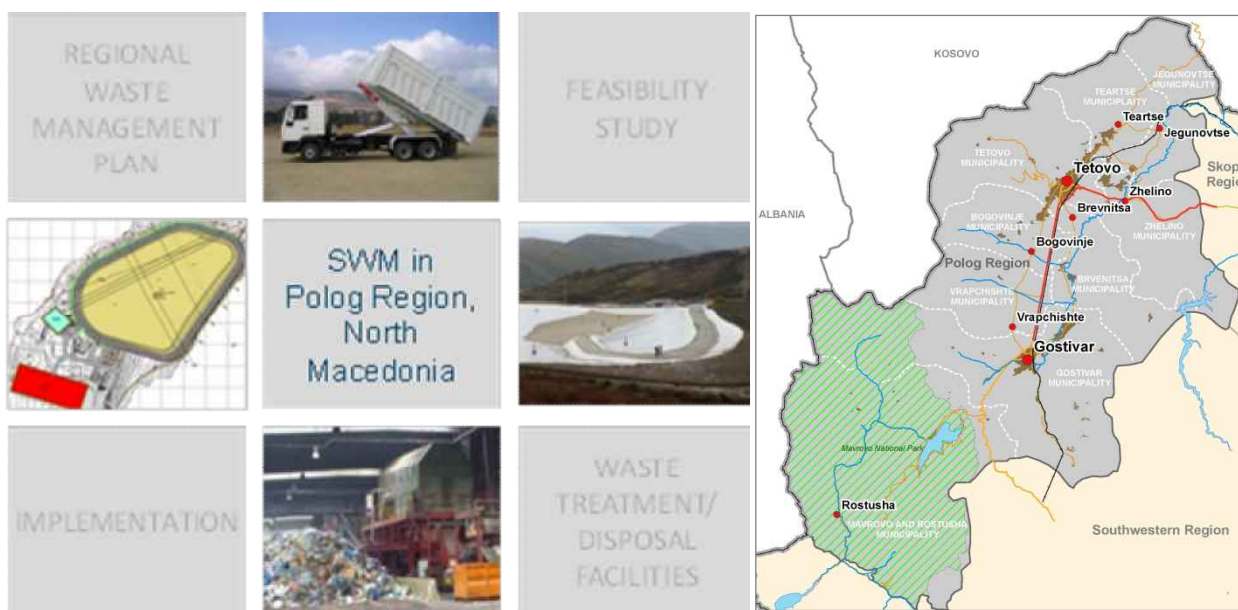 REGIONAL
WASTE
MANAGEMENT
PLAN
FEASIBILITY
STUDY
SWM in
Polog Region,
North
Macedonia
IMPLEMENTATION
WASTE
TREATMENT/
DISPOSAL
FACILITIES
KOSOVO
JEGUNOVTSE
MUNICIPALITY
TEARTSE
MUNICIPLAITY
Teartse
Jegunovtse
TETOVO
MUNICIPALITY
Tetovo
Skop
Regio
Zhelino
Brevnitsa
ALBANIA
BOGOVINJE
MUNICIPALITY
ZHELINO
MUNICIPALITY
Bogovinje
Polog Region
BRVENITSA
MUNICIPALITY
VRAPCHISHTE
MUNICIPALITY
Vrapchishte
Gostivar
GOSTIVAR
MUNICIPALITY
Mavrovo National Park
Rostusha
MAVROVO AND ROSTUSHA
MUNICIPALITY
Southwestern Region